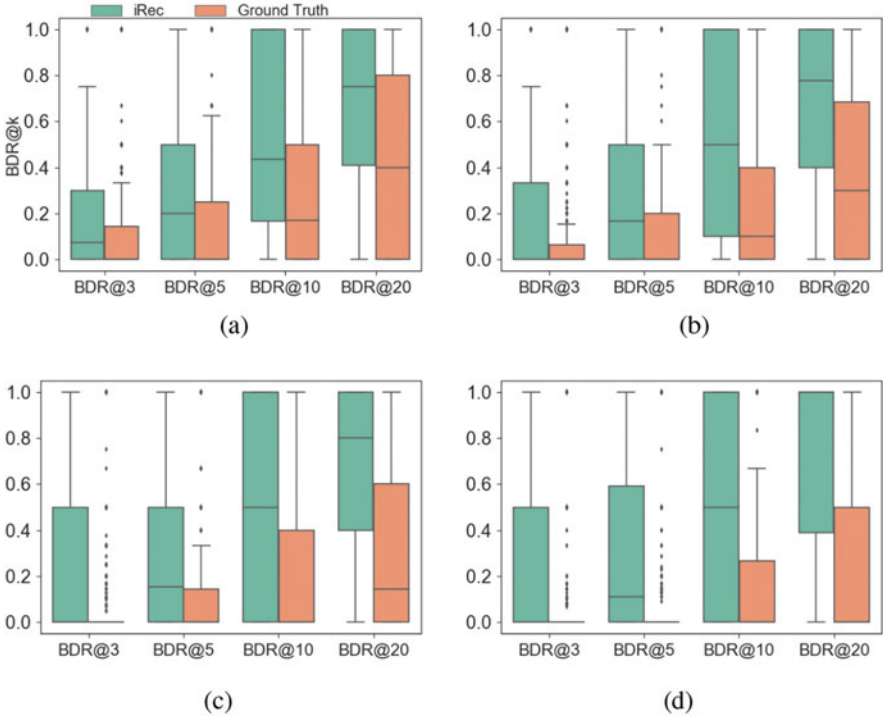 iRec Ground Truth
1.0 1.0
0.8 0.8
BDR@k
0.6 0.6
0.4 0.4
0.2 0.2
0.0 0.0
BDR@3 BDR@5 BDR@10 BDR@20 BDR@3 BDR@5 BDR@10 BDR@20
(a) (b)
1.0 1.0
0.8 0.8
0.6 0.6
0.4 0.4
0.2 0.2
0.0 0.0
BDR@3 BDR@5 BDR@10 BDR@20 BDR@3 BDR@5 BDR@10 BDR@20
(c) (d)